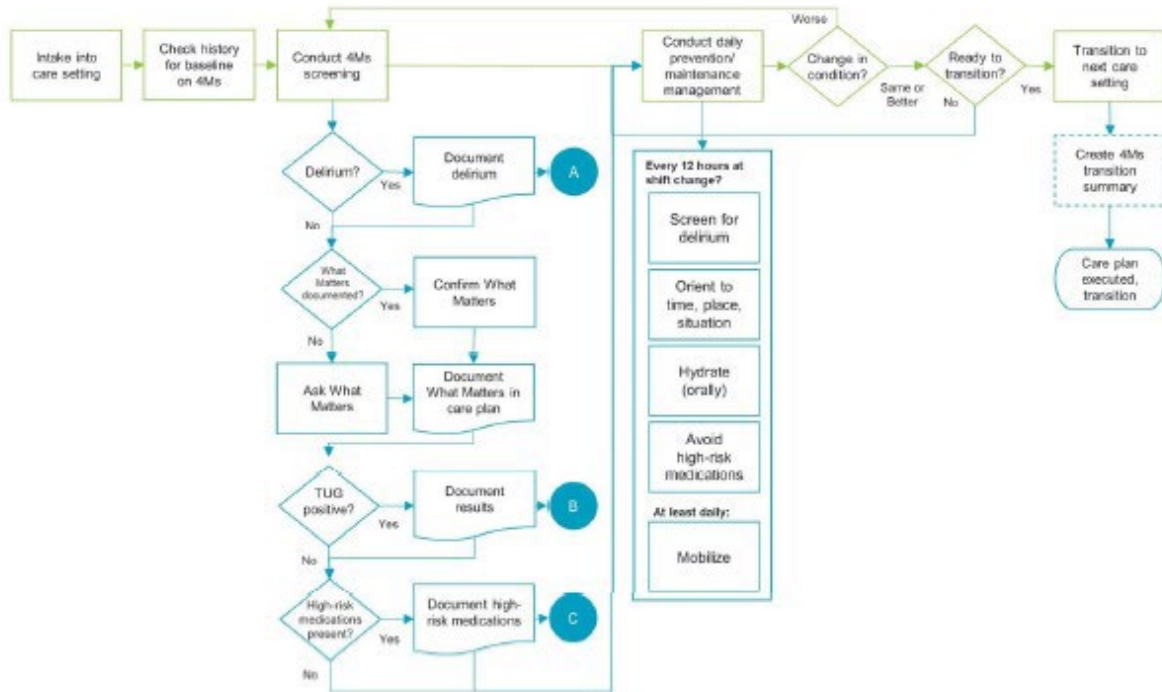 Worse
Intake into
care setting
Check history
for baseline
on 4Ms
Conduct 4Ms
screening
Conduct daily
prevention/
maintenance
management
Change in
condition?
Same or
Better
Ready to
transition?
No
Yes
Transition to
next care
setting
Delirium?
Yes
No
Document
delirium
A
What
Matters
documented?
Yes
No
Confirm What
Matters
Ask What
Matters
Document
What Matters in
care plan
TUG
positive?
Yes
No
Document
results
B
High-risk
medications
present?
Yes
No
Document high-
risk medications
C
Every 12 hours at
shift change?
Screen for
delirium
Orient to
time, place,
situation
Hydrate
(orally)
Avoid
high-risk
medications
At least daily:
Mobilize
Create 4Ms
transition
summary
Care plan
executed,
transition